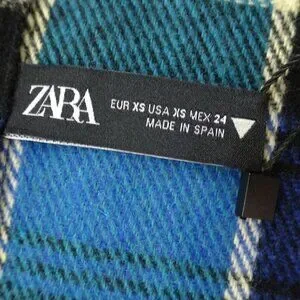 ZARA
EUR XS USA XS MEX 24
MADE IN SPAIN